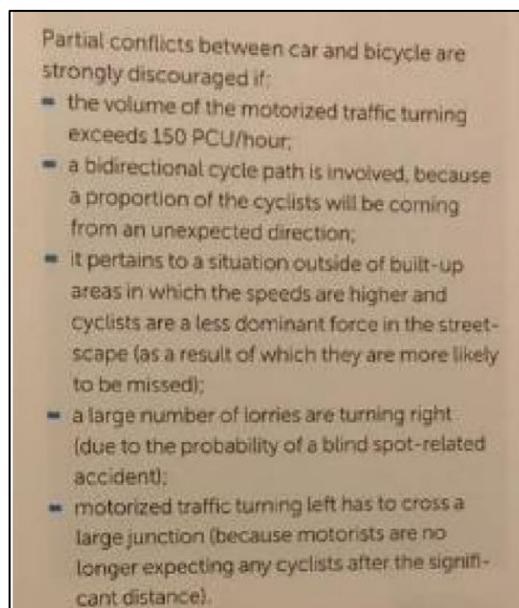 Partial conflicts between car and bicycle are
strongly discouraged if:
- the volume of the motorized traffic turning
exceeds 150 PCU/hour;
- a bidirectional cycle path is involved, because
a proportion of the cyclists will be coming
from an unexpected direction;
- it pertains to a situation outside of built-up
areas in which the speeds are higher and
cyclists are a less dominant force in the street-
scape (as a result of which they are more likely
to be missed);
- a large number of lorries are turning right
(due to the probability of a blind spot-related
accident);
- motorized traffic turning left has to cross a
large junction (because motorists are no
longer expecting any cyclists after the signifi-
cant distance).